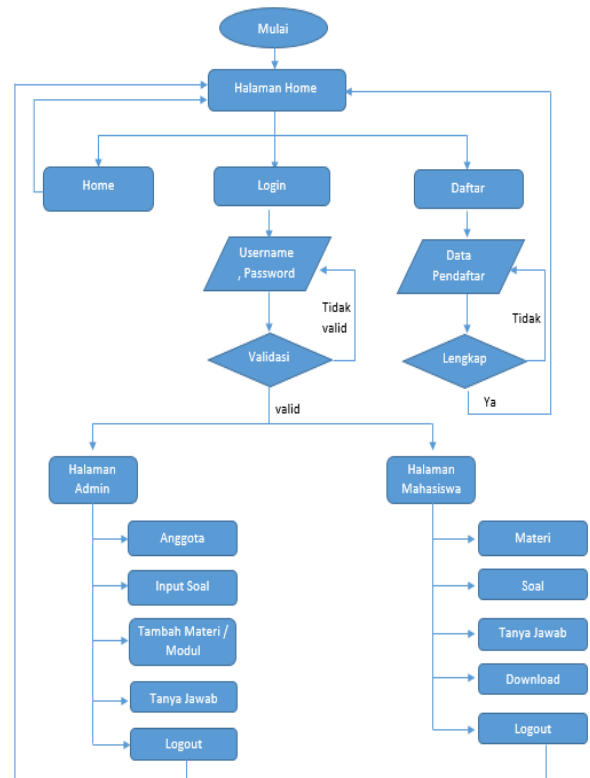 Mulai
Halaman Home
Home
Login
Daftar
Username
, Password
Data
Pendaftar
Tidak
valid
Tidak
Validasi
Lengkap
Ya
valid
Halaman
Admin
Halaman
Mahasiswa
Anggota
Input Soal
Tambah Materi /
Modul
Tanya Jawab
Logout
Materi
Soal
Tanya Jawab
Download
Logout